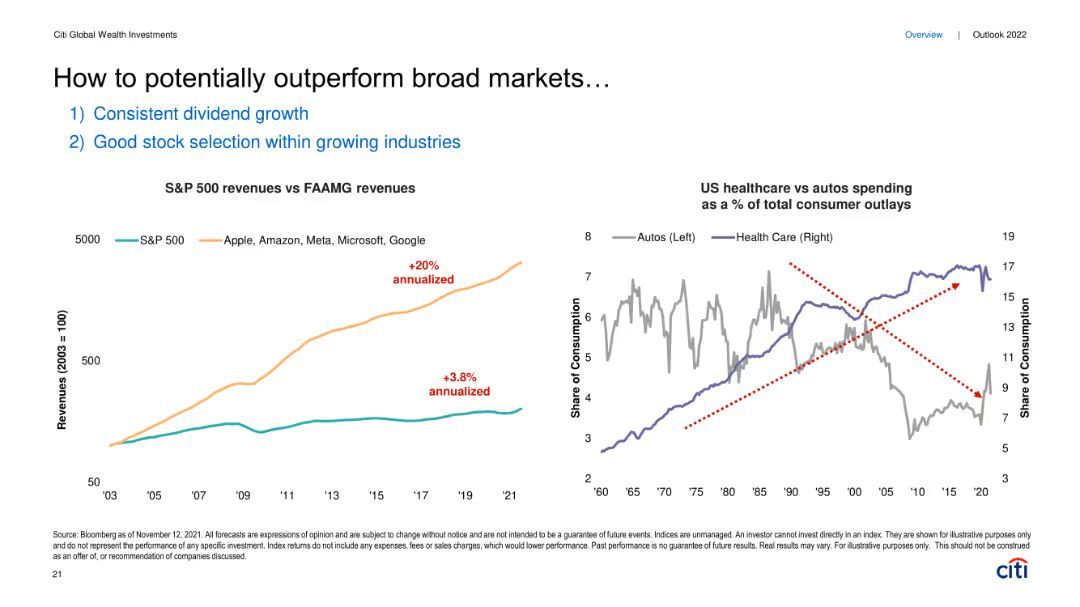 Citi Global Wealth Investments
Overview | Outlook 2022
How to potentially outperform broad markets…
1) Consistent dividend growth
2) Good stock selection within growing industries
S&P 500 revenues vs FAAMG revenues
5000
S&P 500
Apple, Amazon, Meta, Microsoft, Google
+20%
annualized
500
Revenues (2003 = 100)
+3.8%
annualized
50
'03 '05 '07 '09 '11 '13 '15 '17 '19 '21
US healthcare vs autos spending
as a % of total consumer outlays
Autos (Left)
Health Care (Right)
8
7
6
5
4
3
2
Share of Consumption
19
17
15
13
11
9
7
5
3
Share of Consumption
'60 '65 '70 '75 '80 '85 '90 '95 '00 '05 '10 '15 '20
Source: Bloomberg as of November 12, 2021. All forecasts are expressions of opinion and are subject to change without notice and are not intended to be a guarantee of future events. Indices are unmanaged. An investor cannot invest directly in an index. They are shown for illustrative purposes only
and do not represent the performance of any specific investment. Index returns do not include any expenses, fees or sales charges, which would lower performance. Past performance is no guarantee of future results. Real results may vary. For illustrative purposes only. This should not be construed
as an offer of, or recommendation of companies discussed.
21
citi